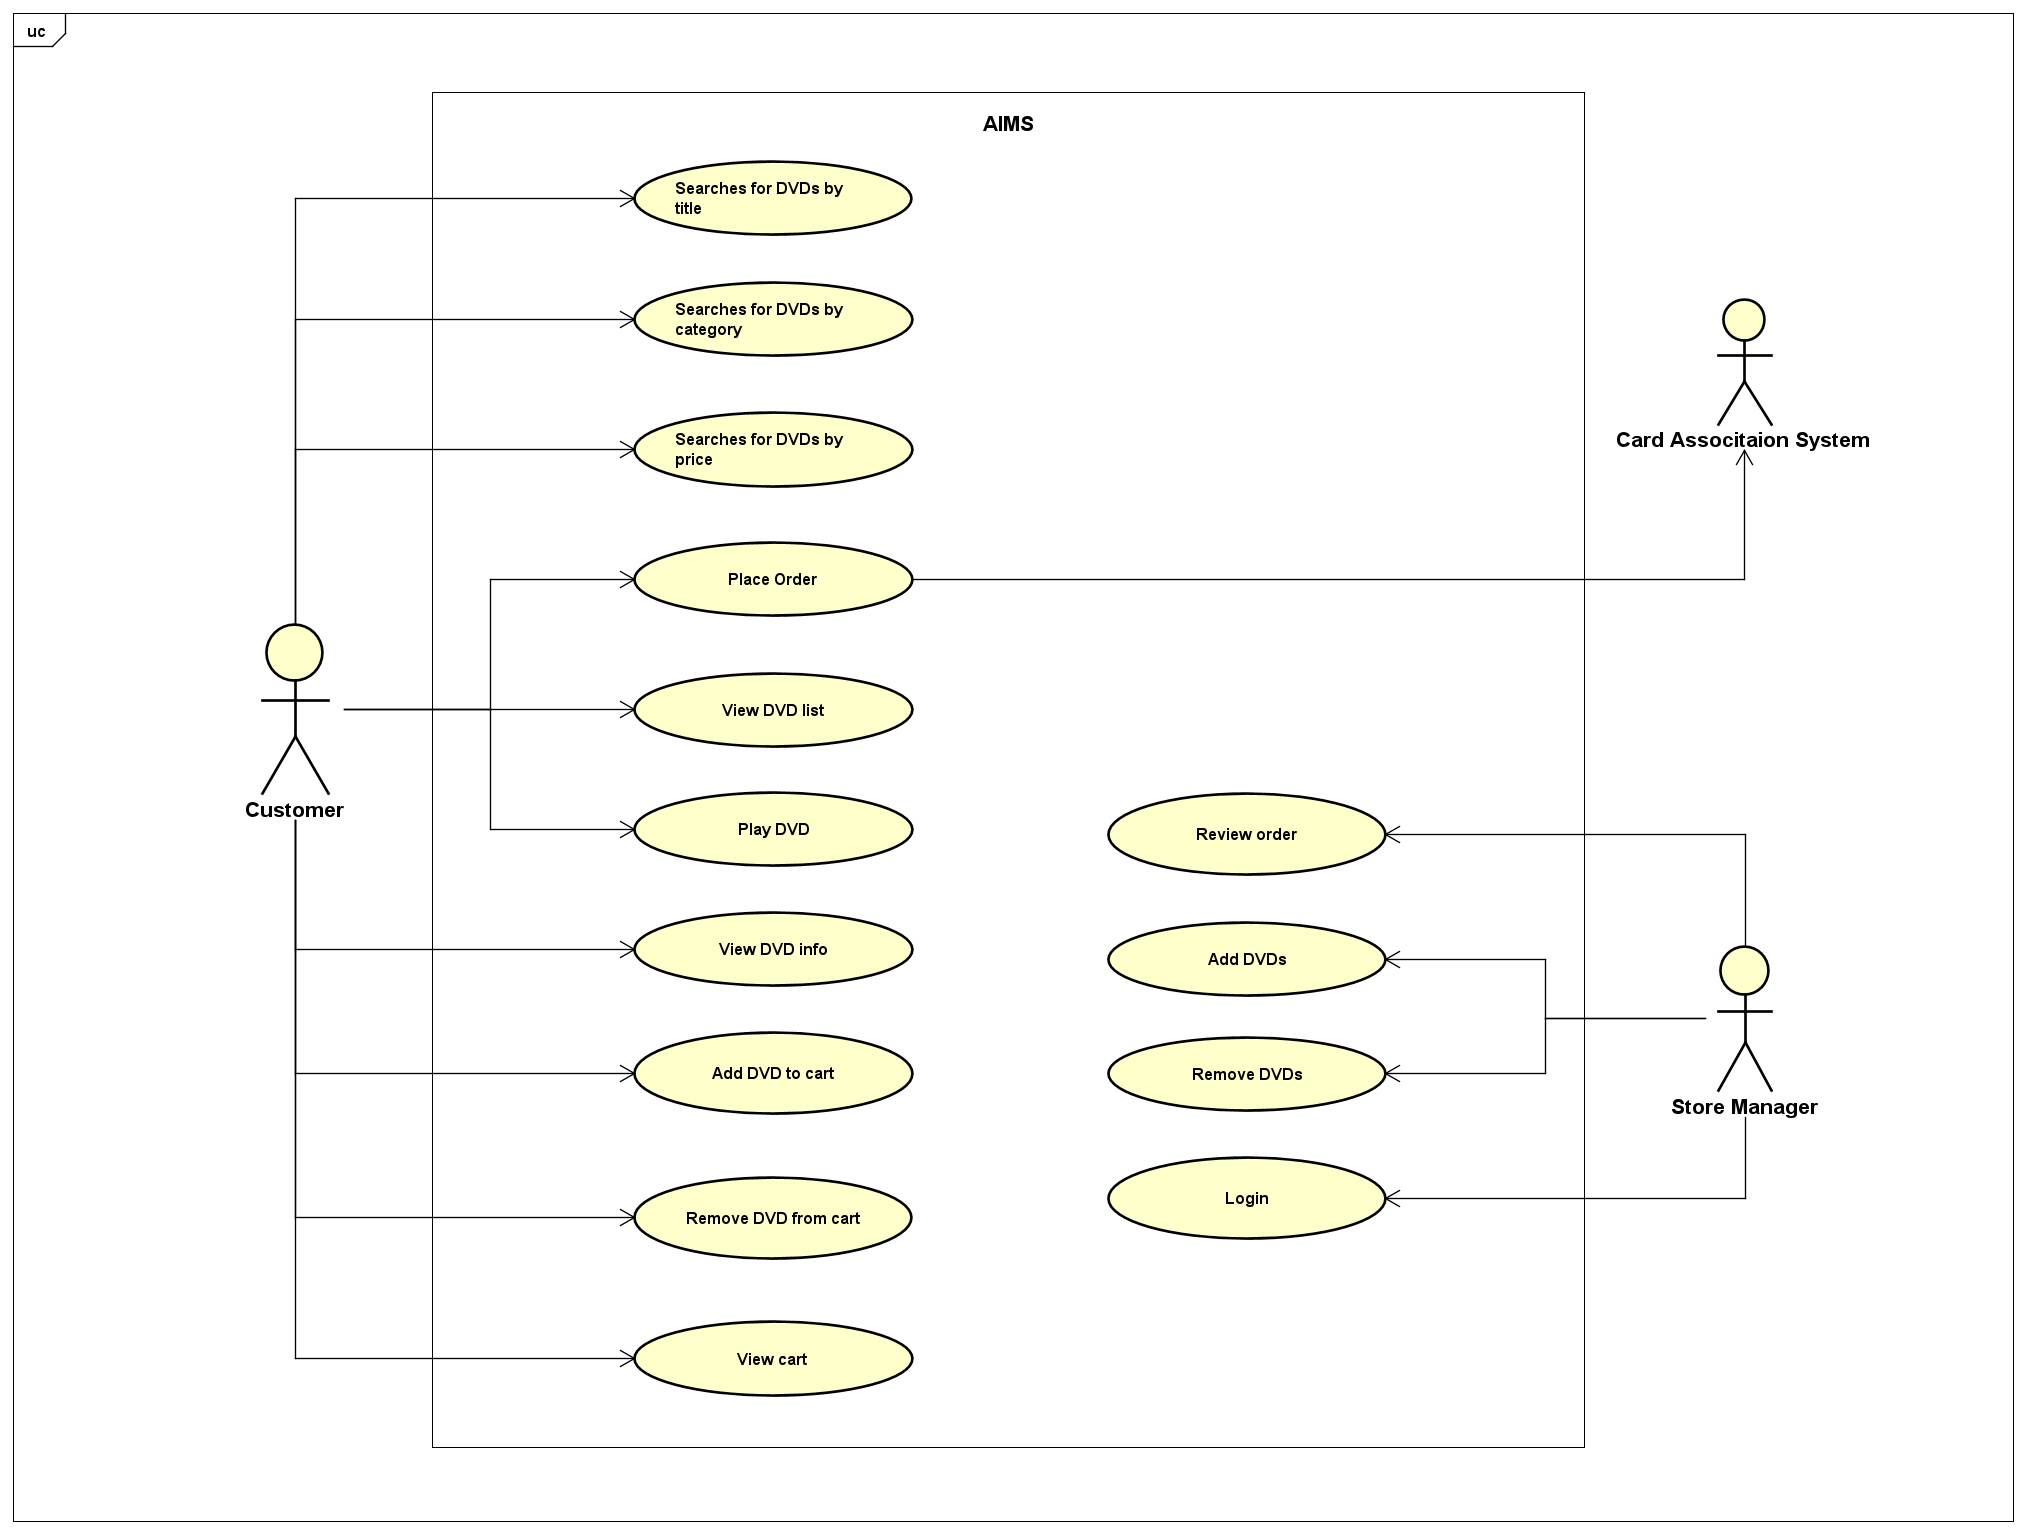 uc
AIMS
Searches for DVDs by
title
Searches for DVDs by
category
Searches for DVDs by
price
Card Associtaion System
Place Order
View DVD list
Customer
Play DVD
Review order
View DVD info
Add DVDs
Add DVD to cart
Remove DVDs
Store Manager
Remove DVD from cart
Login
View cart